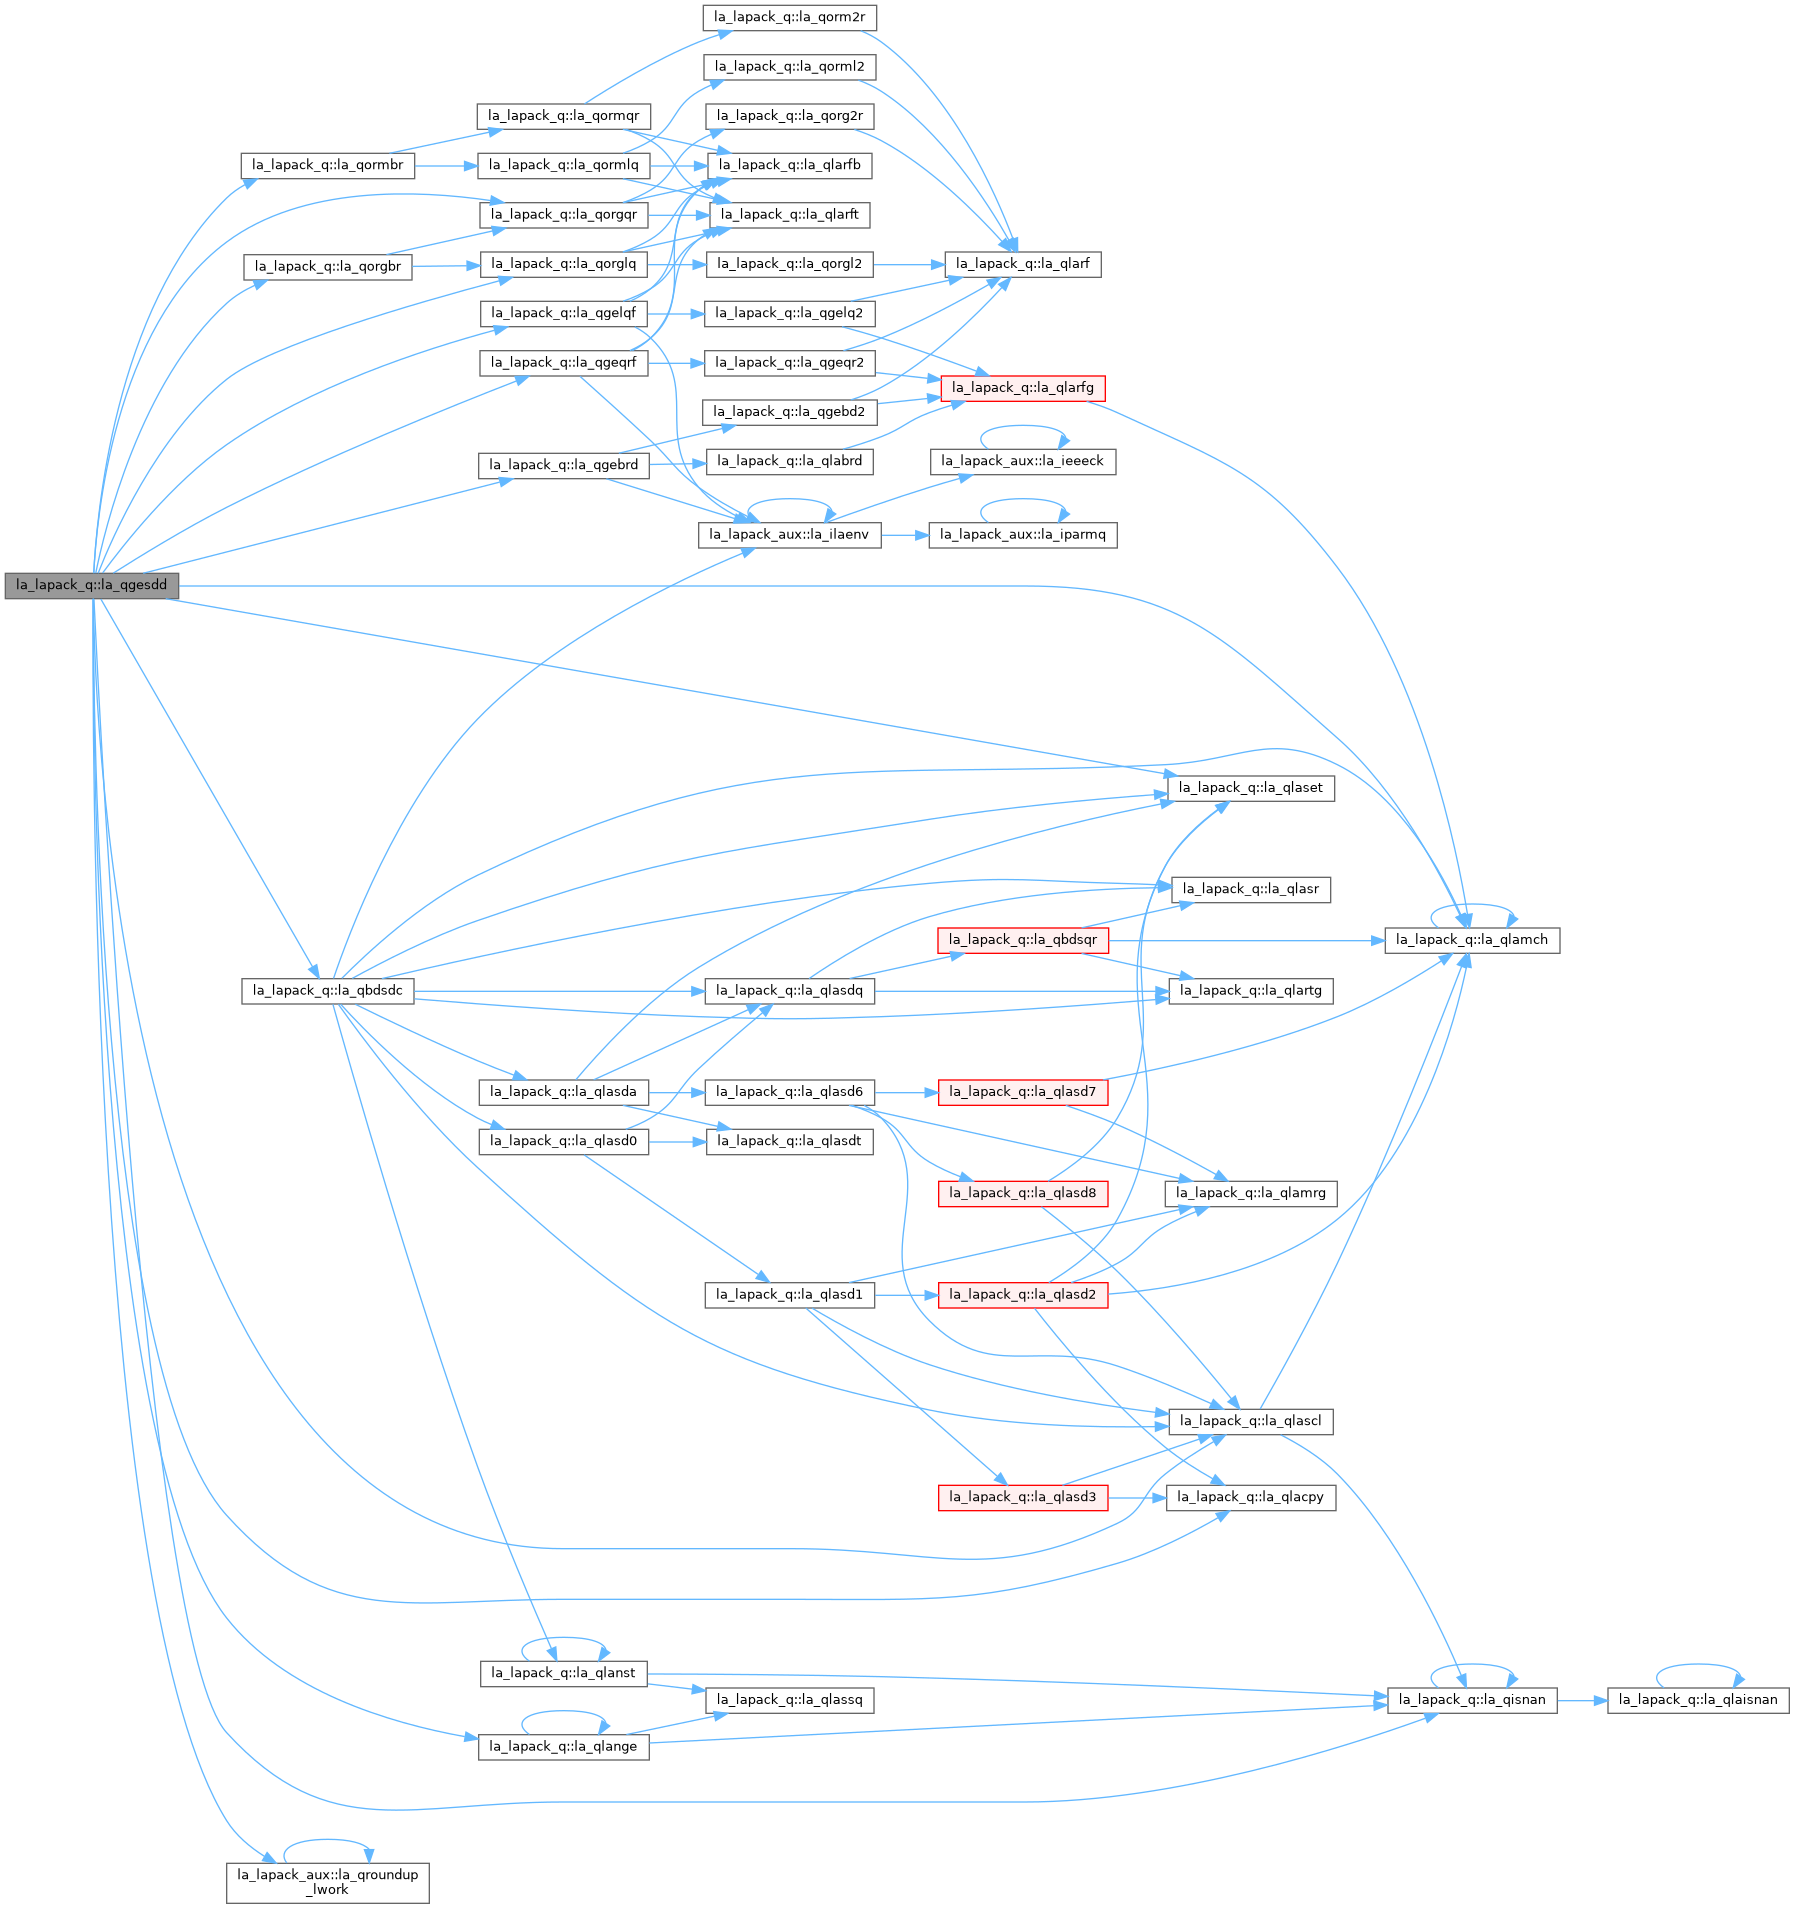 la_lapack_q::la_qorm2r
la_lapack_q::la_qorml2
la_lapack_q::la_qormqr
la_lapack_q::la_qorg2r
la_lapack_q::la_qormbr
la_lapack_q::la_qormlq
la_lapack_q::la_qlarfb
la_lapack_q::la_qorgqr
la_lapack_q::la_qlarft
la_lapack_q::la_qorgbr
la_lapack_q::la_qorglq
la_lapack_q::la_qorgl2
la_lapack_q::la_qlarf
la_lapack_q::la_qgelqf
la_lapack_q::la_qgelq2
la_lapack_q::la_qgeqrf
la_lapack_q::la_qgeqr2
la_lapack_q::la_qlarfg
la_lapack_q::la_qgebd2
la_lapack_q::la_qgebrd
la_lapack_q::la_qlabrd
la_lapack_aux::la_ieeeck
la_lapack_aux::la_ilaenv
la_lapack_aux::la_iparmq
la_lapack_q::la_qgesdd
la_lapack_q::la_qlaset
la_lapack_q::la_qlasr
la_lapack_q::la_qbdsqr
la_lapack_q::la_qlamch
la_lapack_q::la_qbdsdc
la_lapack_q::la_qlasdq
la_lapack_q::la_qlartg
la_lapack_q::la_qlasda
la_lapack_q::la_qlasd6
la_lapack_q::la_qlasd7
la_lapack_q::la_qlasd0
la_lapack_q::la_qlasdt
la_lapack_q::la_qlasd8
la_lapack_q::la_qlamrg
la_lapack_q::la_qlasd1
la_lapack_q::la_qlasd2
la_lapack_q::la_qlascl
la_lapack_q::la_qlasd3
la_lapack_q::la_qlacpy
la_lapack_q::la_qlanst
la_lapack_q::la_qlassq
la_lapack_q::la_qisnan
la_lapack_q::la_qlaisnan
la_lapack_q::la_qlange
la_lapack_aux::la_qroundup
_lwork